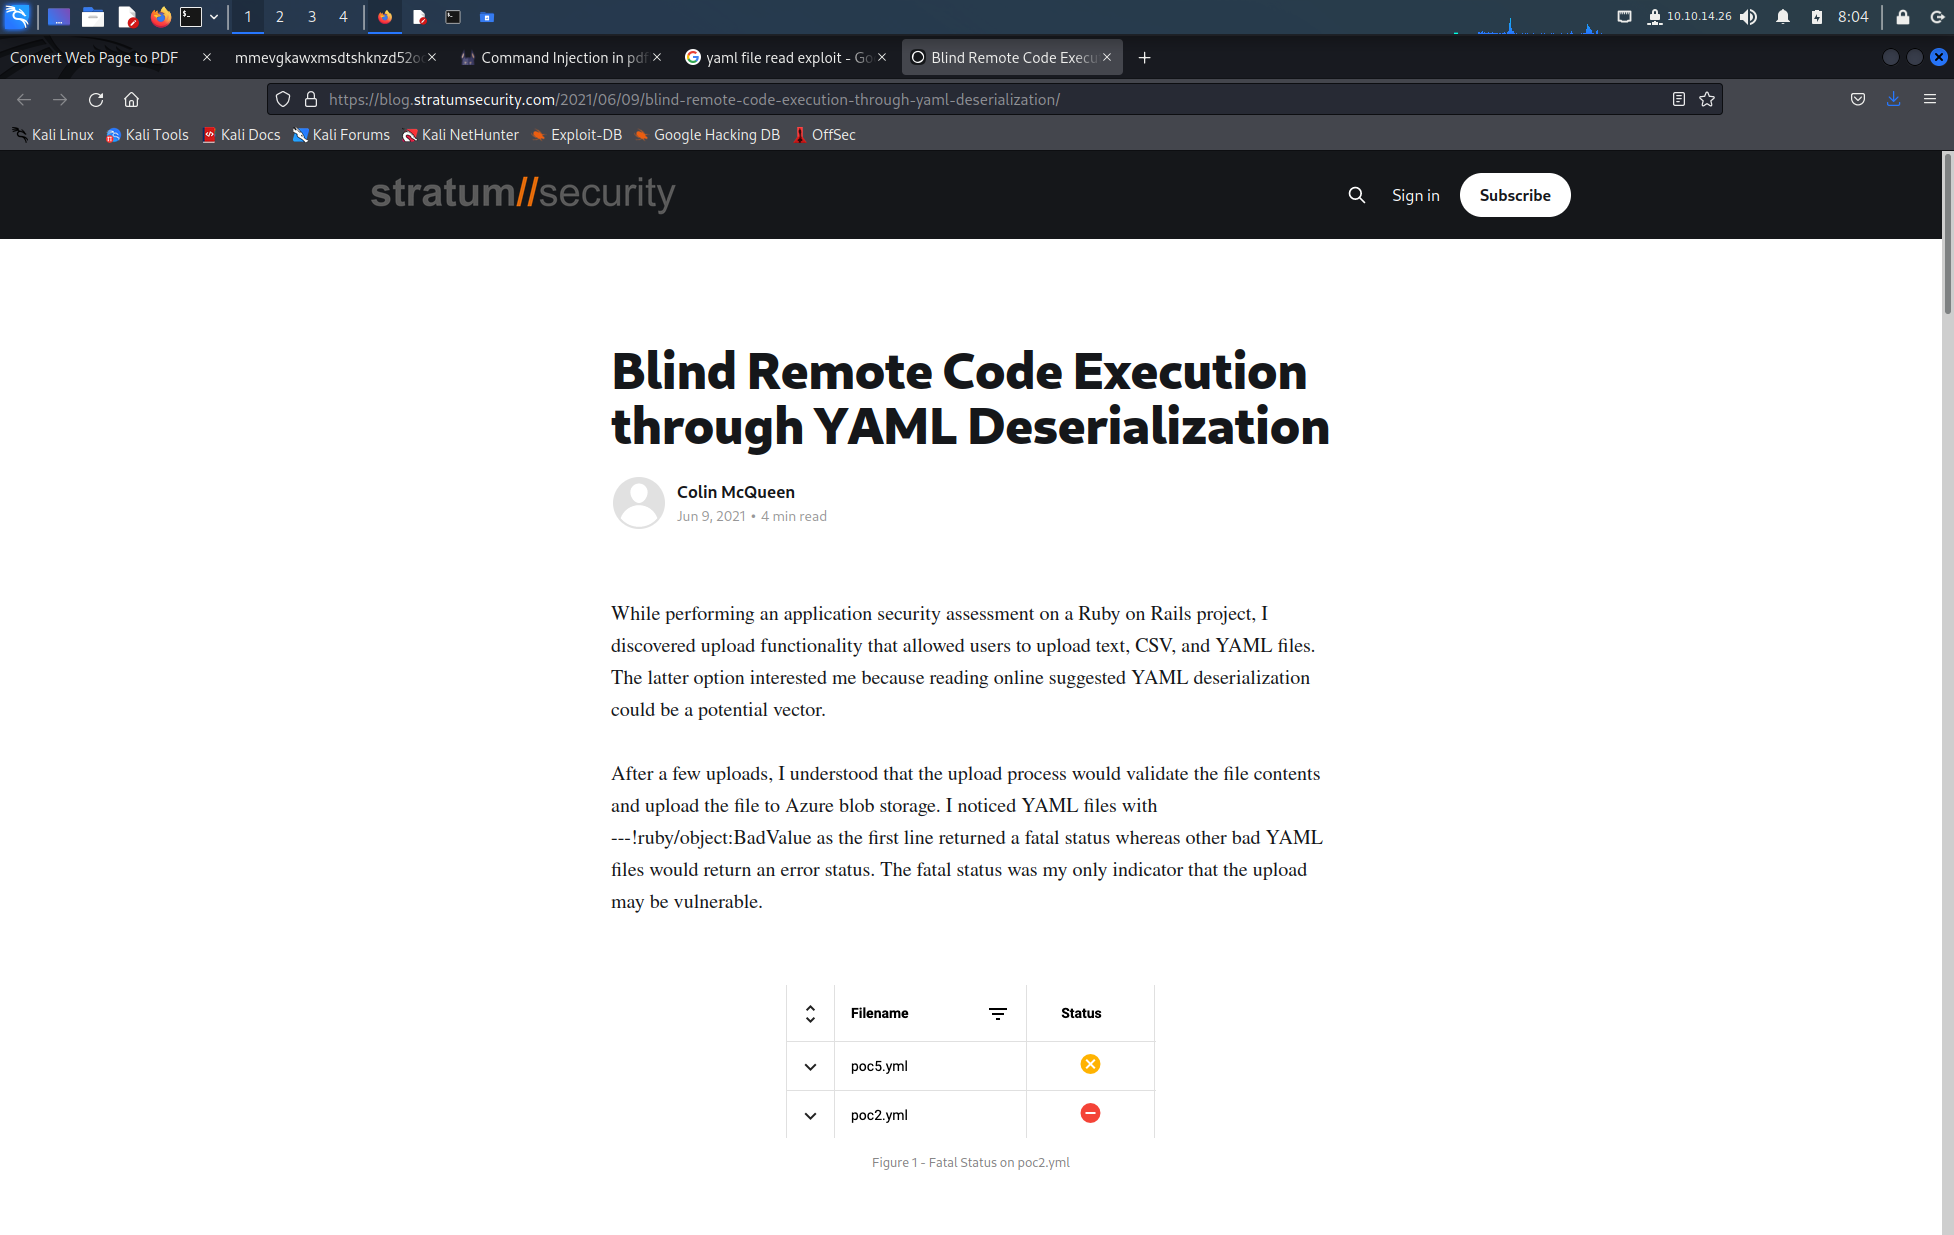 1 2 3 4 10.10.14.26 8:04
Convert Web Page to PDF mmevgkawxmsdtshknzd52o Command Injection in pdf yaml file read exploit - Go Blind Remote Code Execu
https://blog.stratumsecurity.com/2021/06/09/blind-remote-code-execution-through-yaml-deserialization/
Kali Linux Kali Tools Kali Docs Kali Forums Kali NetHunter Exploit-DB Google Hacking DB OffSec
stratum//security Sign in Subscribe
Blind Remote Code Execution
through YAML Deserialization
Colin McQueen
Jun 9, 2021 • 4 min read
While performing an application security assessment on a Ruby on Rails project, I
discovered upload functionality that allowed users to upload text, CSV, and YAML files.
The latter option interested me because reading online suggested YAML deserialization
could be a potential vector.
After a few uploads, I understood that the upload process would validate the file contents
and upload the file to Azure blob storage. I noticed YAML files with
---!ruby/object:BadValue as the first line returned a fatal status whereas other bad YAML
files would return an error status. The fatal status was my only indicator that the upload
may be vulnerable.
Filename Status
poc5.yml
poc2.yml
Figure 1 - Fatal Status on poc2.yml